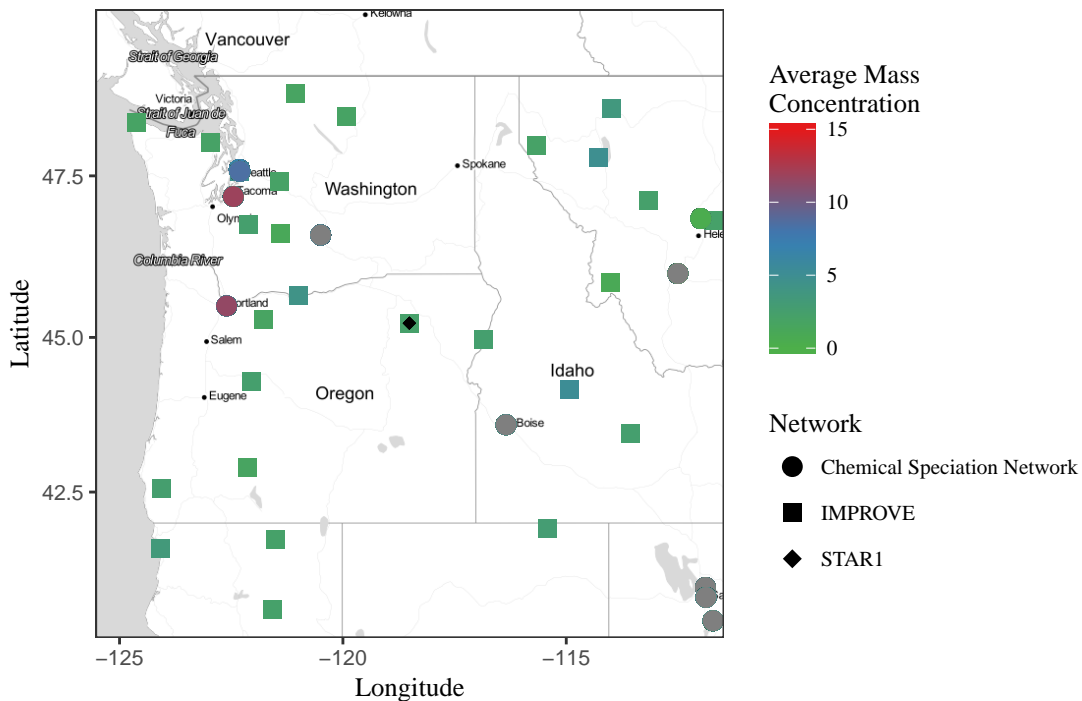 Kelowna
Vancouver
Strait of Georgia
Victoria
Strait of Juan de
Fuca
Spokane
Seattle
Tacoma
Washington
Olym
Hele
Columbia River
Portland
Salem
Idaho
Oregon
Eugene
Boise
47.5
45.0
42.5
Latitude
−125
−120
−115
Longitude
Average Mass
Concentration
15
10
5
0
Network
Chemical Speciation Network
IMPROVE
STAR1